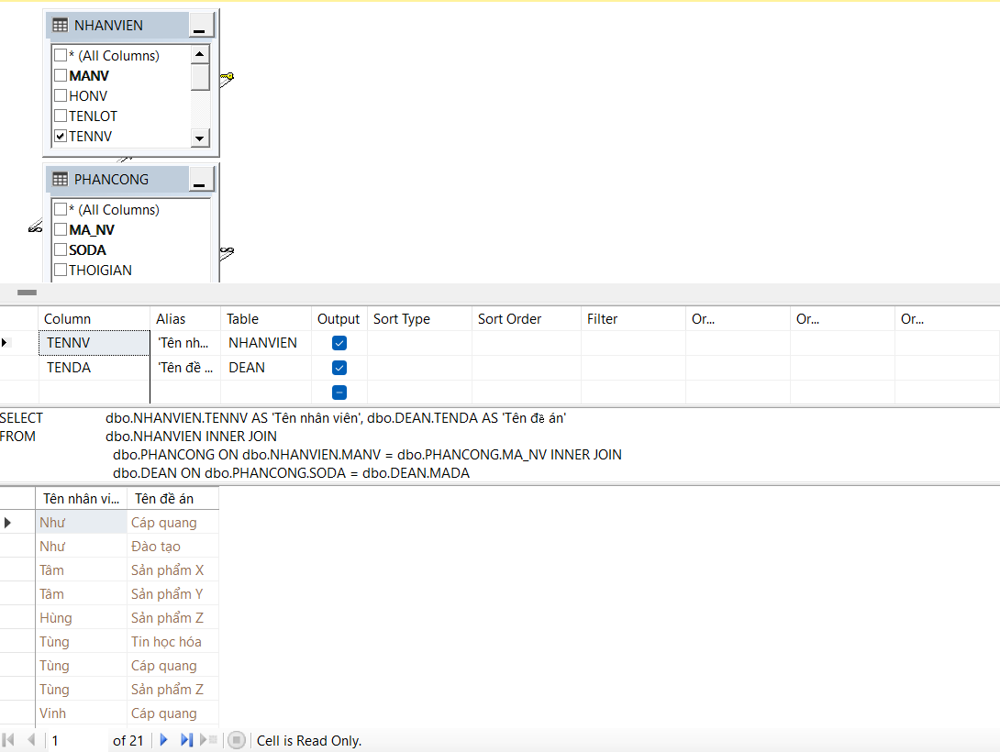 NHANVIEN
* (All Columns)
MANV
HONV
TENLOT
TENNV
PHANCONG
* (All Columns)
MA_NV
SODA
THOIGIAN
Column Alias Table Output Sort Type Sort Order Filter Or... Or... Or...
TENNV 'Tên nh... NHANVIEN
TENDA 'Tên đề ... DEAN
SELECT dbo.NHANVIEN.TENNV AS 'Tên nhân viên', dbo.DEAN.TENDA AS 'Tên đề án'
FROM dbo.NHANVIEN INNER JOIN
dbo.PHANCONG ON dbo.NHANVIEN.MANV = dbo.PHANCONG.MA_NV INNER JOIN
dbo.DEAN ON dbo.PHANCONG.SODA = dbo.DEAN.MADA
Tên nhân vi... Tên đề án
Như Cáp quang
Như Đào tạo
Tâm Sản phẩm X
Tâm Sản phẩm Y
Hùng Sản phẩm Z
Tùng Tin học hóa
Tùng Cáp quang
Tùng Sản phẩm Z
Vinh Cáp quang
1 of 21 Cell is Read Only.